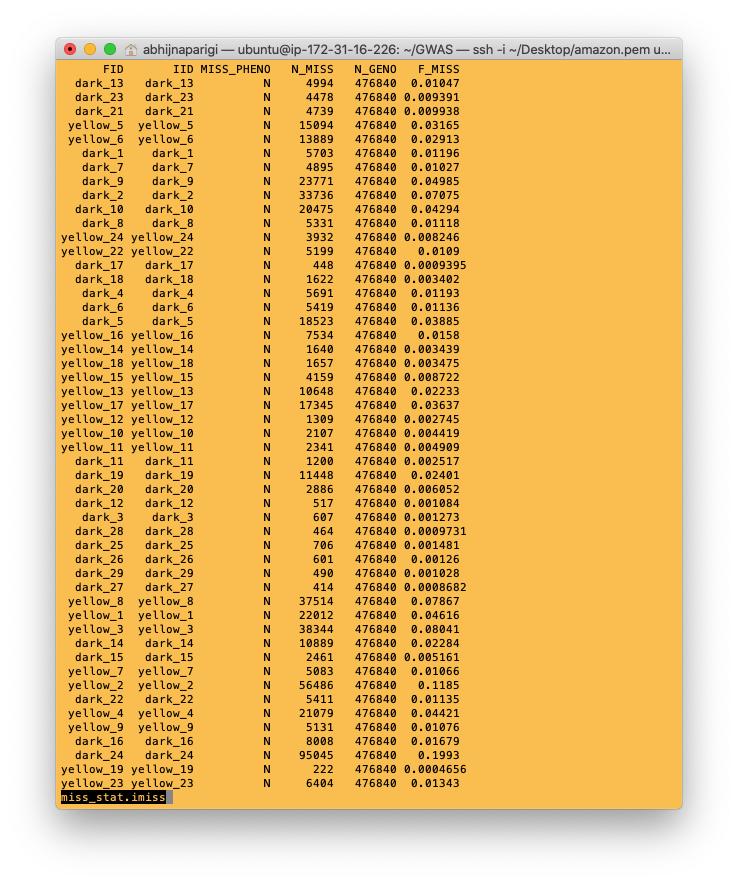 abhijnaparigi — ubuntu@ip-172-31-16-226: ~/GWAS — ssh -i ~/Desktop/amazon.pem u...
FID IID MISS_PHENO N_MISS N_GENO F_MISS
dark_13 dark_13 N 4994 476840 0.01047
dark_23 dark_23 N 4478 476840 0.009391
dark_21 dark_21 N 4739 476840 0.009938
yellow_5 yellow_5 N 15094 476840 0.03165
yellow_6 yellow_6 N 13889 476840 0.02913
dark_1 dark_1 N 5703 476840 0.01196
dark_7 dark_7 N 4895 476840 0.01027
dark_9 dark_9 N 23771 476840 0.04985
dark_2 dark_2 N 33736 476840 0.07075
dark_10 dark_10 N 20475 476840 0.04294
dark_8 dark_8 N 5331 476840 0.01118
yellow_24 yellow_24 N 3932 476840 0.008246
yellow_22 yellow_22 N 5199 476840 0.0109
dark_17 dark_17 N 448 476840 0.0009395
dark_18 dark_18 N 1622 476840 0.003402
dark_4 dark_4 N 5691 476840 0.01193
dark_6 dark_6 N 5419 476840 0.01136
dark_5 dark_5 N 18523 476840 0.03885
yellow_16 yellow_16 N 7534 476840 0.0158
yellow_14 yellow_14 N 1640 476840 0.003439
yellow_18 yellow_18 N 1657 476840 0.003475
yellow_15 yellow_15 N 4159 476840 0.008722
yellow_13 yellow_13 N 10648 476840 0.02233
yellow_17 yellow_17 N 17345 476840 0.03637
yellow_12 yellow_12 N 1309 476840 0.002745
yellow_10 yellow_10 N 2107 476840 0.004419
yellow_11 yellow_11 N 2341 476840 0.004909
dark_11 dark_11 N 1200 476840 0.002517
dark_19 dark_19 N 11448 476840 0.02401
dark_20 dark_20 N 2886 476840 0.006052
dark_12 dark_12 N 517 476840 0.001084
dark_3 dark_3 N 607 476840 0.001273
dark_28 dark_28 N 464 476840 0.0009731
dark_25 dark_25 N 706 476840 0.001481
dark_26 dark_26 N 601 476840 0.00126
dark_29 dark_29 N 490 476840 0.001028
dark_27 dark_27 N 414 476840 0.0008682
yellow_8 yellow_8 N 37514 476840 0.07867
yellow_1 yellow_1 N 22012 476840 0.04616
yellow_3 yellow_3 N 38344 476840 0.08041
dark_14 dark_14 N 10889 476840 0.02284
dark_15 dark_15 N 2461 476840 0.005161
yellow_7 yellow_7 N 5083 476840 0.01066
yellow_2 yellow_2 N 56486 476840 0.1185
dark_22 dark_22 N 5411 476840 0.01135
yellow_4 yellow_4 N 21079 476840 0.04421
yellow_9 yellow_9 N 5131 476840 0.01076
dark_16 dark_16 N 8008 476840 0.01679
dark_24 dark_24 N 95045 476840 0.1993
yellow_19 yellow_19 N 222 476840 0.0004656
yellow_23 yellow_23 N 6404 476840 0.01343
miss_stat.imiss